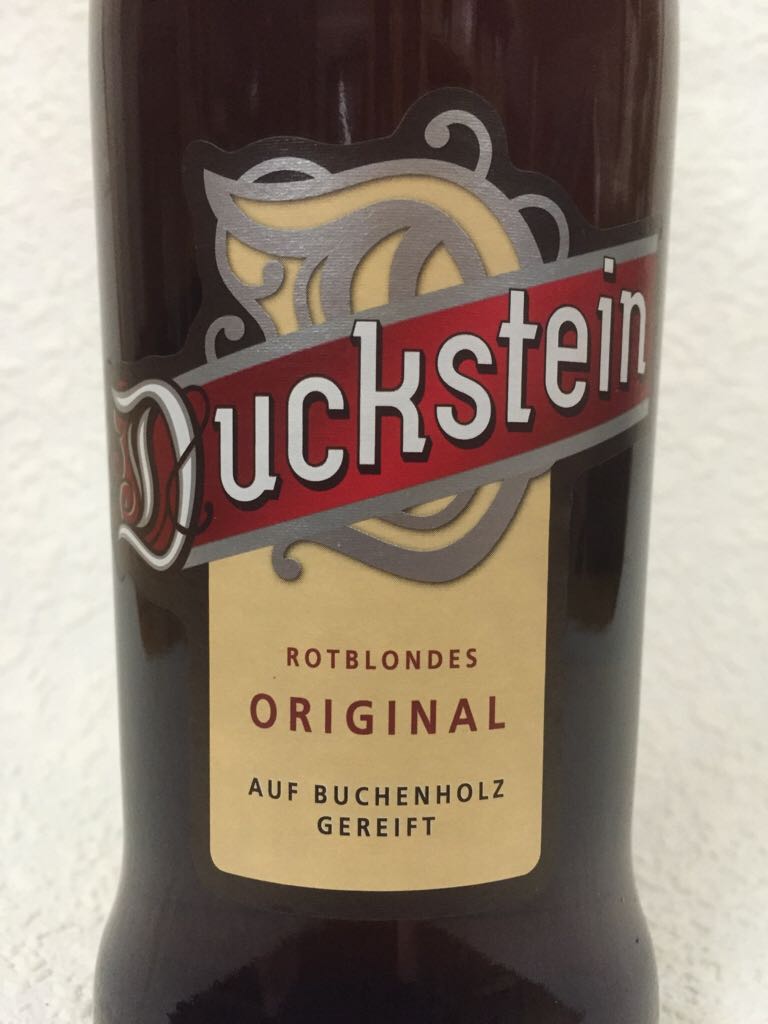 Duckstein
ROTBLONDES
ORIGINAL
AUF BUCHENHOLZ
GEREIFT